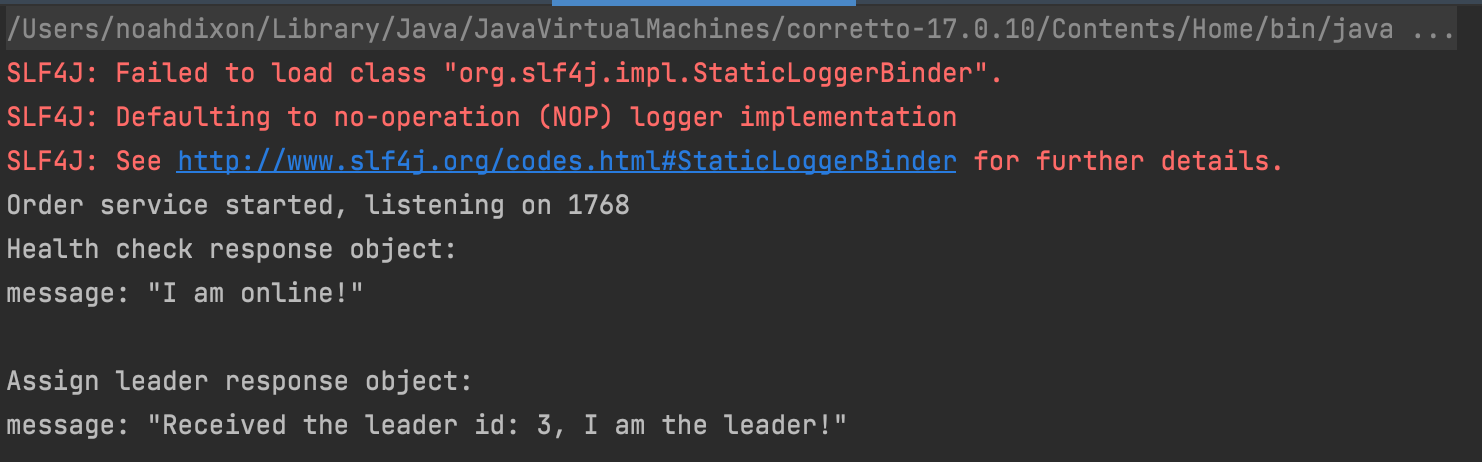 /Users/noahdixon/Library/Java/JavaVirtualMachines/corretto-17.0.10/Contents/Home/bin/java ...
SLF4J: Failed to load class "org.slf4j.impl.StaticLoggerBinder".
SLF4J: Defaulting to no-operation (NOP) logger implementation
SLF4J: See http://www.slf4j.org/codes.html#StaticLoggerBinder for further details.
Order service started, listening on 1768
Health check response object:
message: "I am online!"
Assign leader response object:
message: "Received the leader id: 3, I am the leader!"